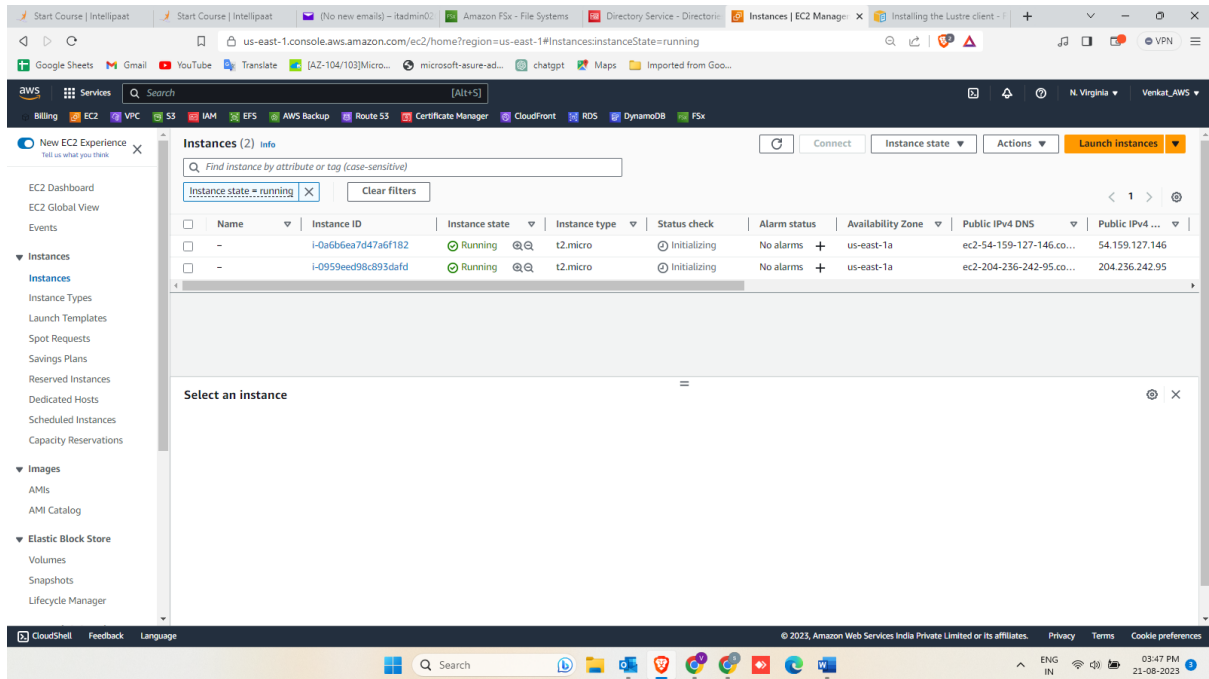 Start Course | Intellipaat
Start Course | Intellipaat
(No new emails) – itadmin02
Amazon FSx - File Systems
Directory Service - Directorie
Instances | EC2 Manager
Installing the Lustre client -
us-east-1.console.aws.amazon.com/ec2/home?region=us-east-1#Instances:instanceState=running
VPN
Google Sheets Gmail YouTube Translate [AZ-104/103]Micro... microsoft-asure-ad... chatgpt Maps Imported from Goo...
aws Services Search [Alt+S] N. Virginia Venkat_AWS
Billing EC2 VPC S3 IAM EFS AWS Backup Route 53 Certificate Manager CloudFront RDS DynamoDB FSx
New EC2 Experience
Tell us what you think
EC2 Dashboard
EC2 Global View
Events
Instances
Instances
Instance Types
Launch Templates
Spot Requests
Savings Plans
Reserved Instances
Dedicated Hosts
Scheduled Instances
Capacity Reservations
Images
AMIs
AMI Catalog
Elastic Block Store
Volumes
Snapshots
Lifecycle Manager
Instances (2) Info
Connect Instance state Actions Launch instances
Find instance by attribute or tag (case-sensitive)
Instance state = running Clear filters
1
Name Instance ID Instance state Instance type Status check Alarm status Availability Zone Public IPv4 DNS Public IPv4 ...
– i-0a6b6ea7d47a6f182 Running t2.micro Initializing No alarms + us-east-1a ec2-54-159-127-146.co... 54.159.127.146
– i-0959eed98c893dafd Running t2.micro Initializing No alarms + us-east-1a ec2-204-236-242-95.co... 204.236.242.95
Select an instance
CloudShell Feedback Language © 2023, Amazon Web Services India Private Limited or its affiliates. Privacy Terms Cookie preferences
Search
ENG
IN
03:47 PM
21-08-2023
3